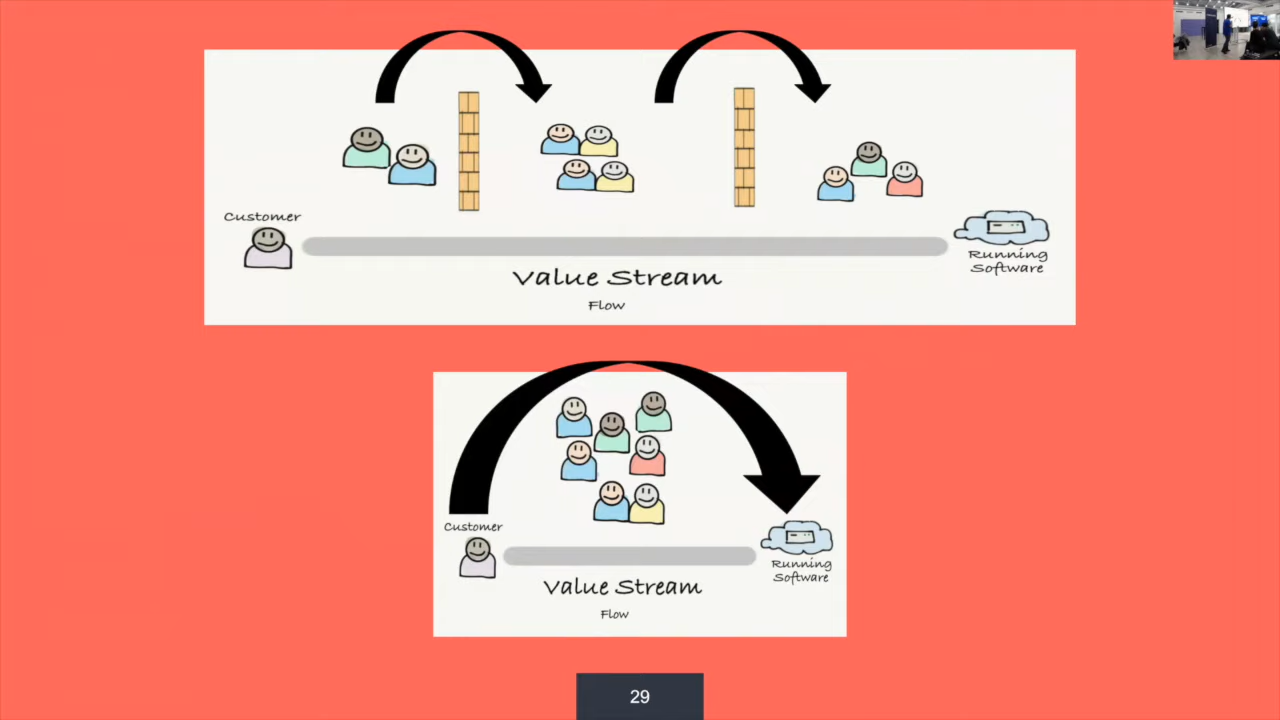 Customer
Running
Software
Value Stream
Flow
Customer
Running
Software
Value Stream
Flow
29